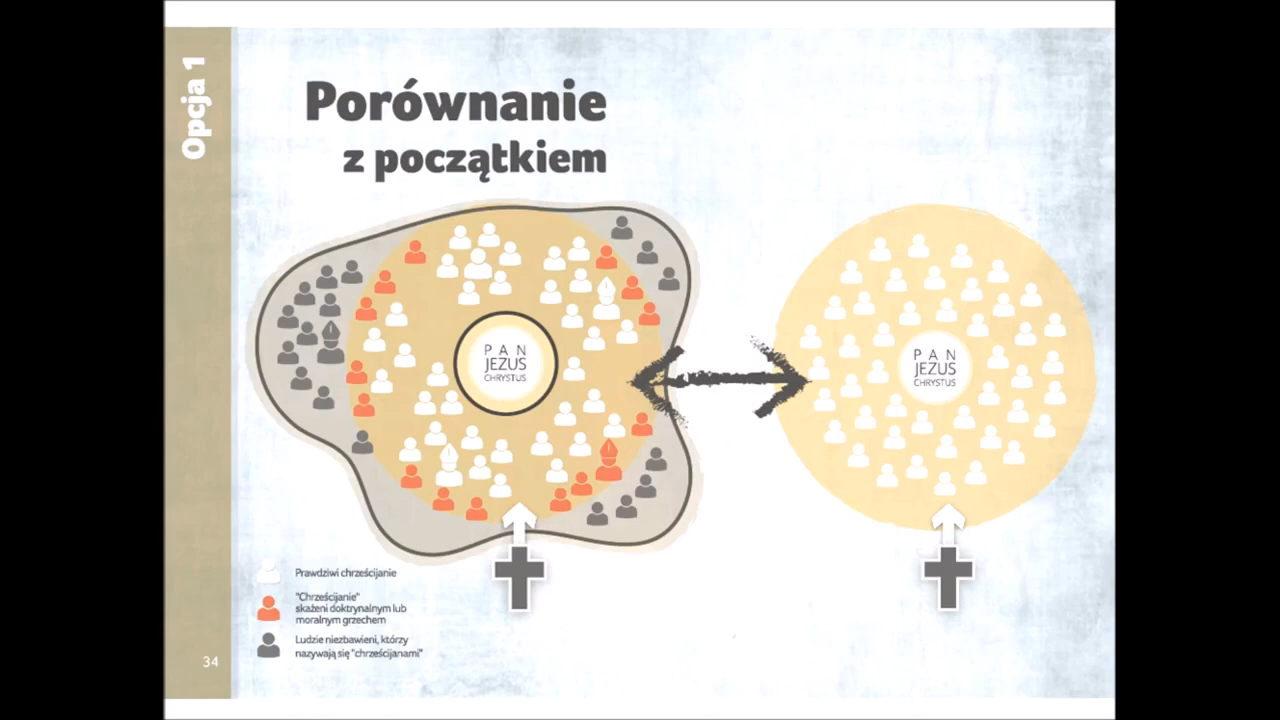 Opcja 1
Porównanie
z początkiem
PAN
JEZUS
CHRYSTUS
PAN
JEZUS
CHRYSTUS
Prawdziwi chrześcijanie
"Chrześcijanie"
skażeni doktrynalnym lub
moralnym grzechem
Ludzie niezbawieni, którzy
nazywają się "chrześcijanami"
34